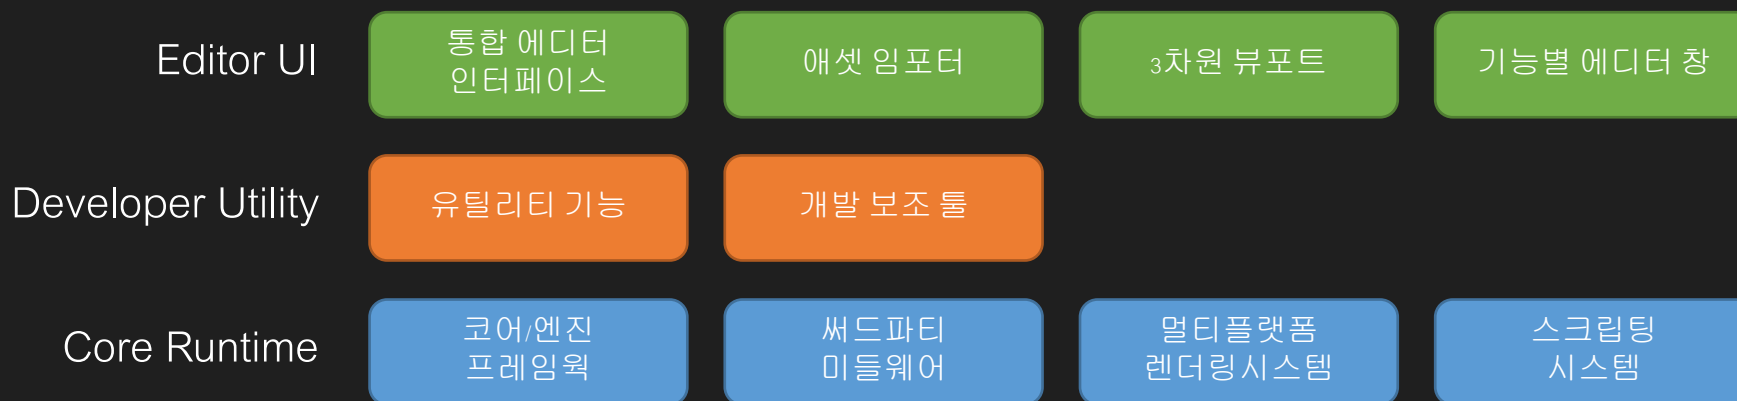 Editor UI
통합 에디터
인터페이스
애셋 임포터
3차원 뷰포트
기능별 에디터 창
Developer Utility
유틸리티 기능
개발 보조 툴
Core Runtime
코어/엔진
프레임웍
써드파티
미들웨어
멀티플랫폼
렌더링시스템
스크립팅
시스템